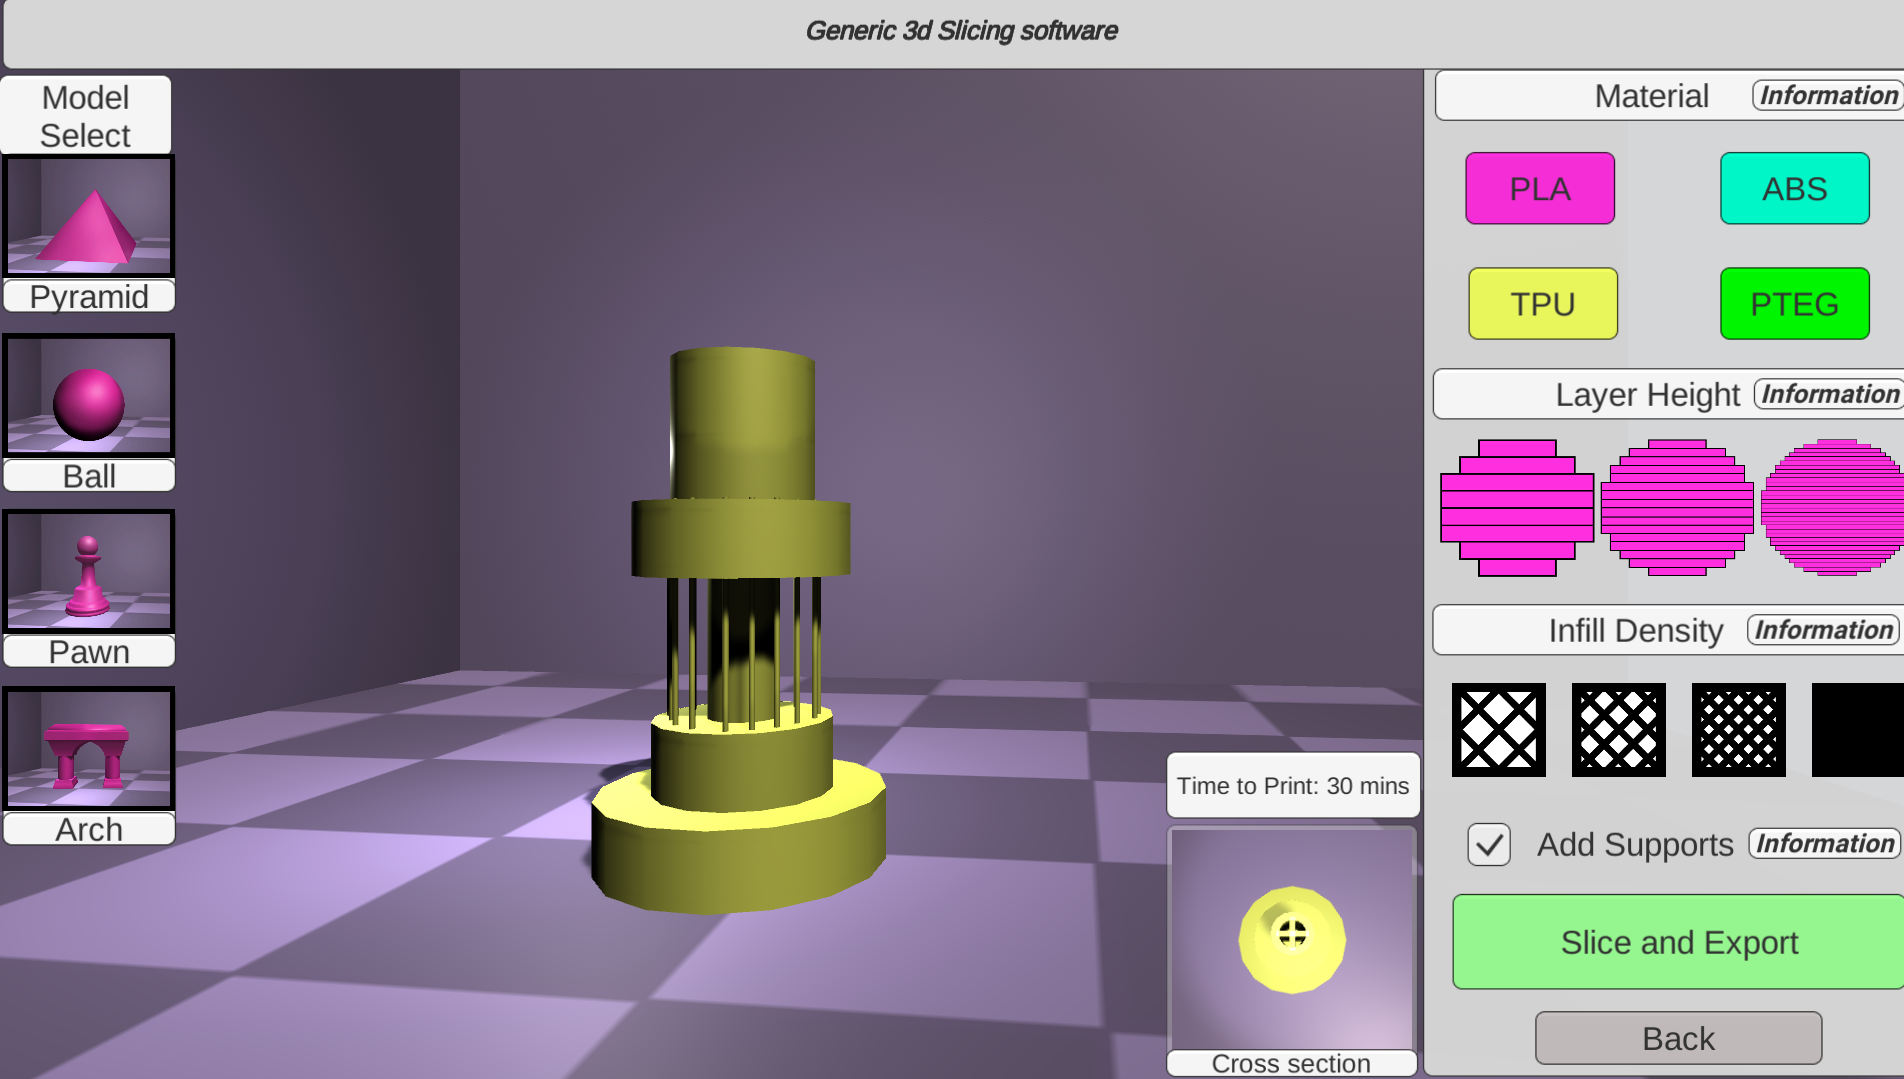 Generic 3d Slicing software
Model
Select
Pyramid
Ball
Pawn
Arch
Material
Information
PLA
ABS
TPU
PTEG
Layer Height
Information
Infill Density
Information
Add Supports
Information
Time to Print: 30 mins
Cross section
Slice and Export
Back